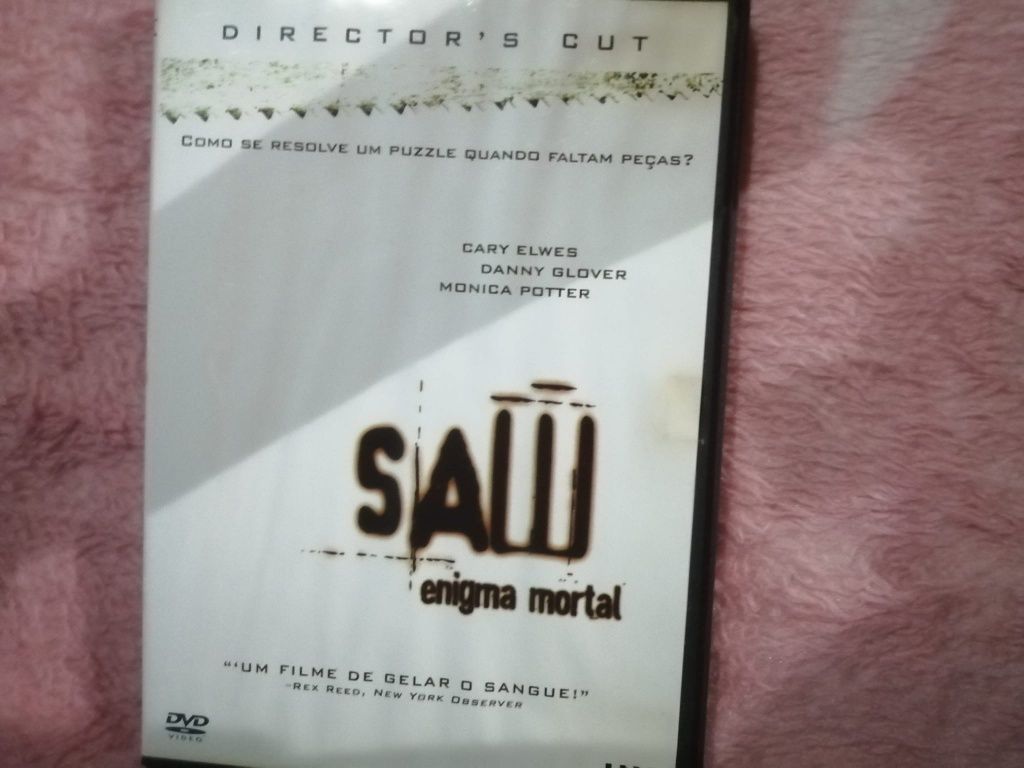 DIRECTOR'S CUT
COMO SE RESOLVE UM PUZZLE QUANDO FALTAM PEÇAS?
CARY ELWES
DANNY GLOVER
MONICA POTTER
SAW
enigma mortal
"'UM FILME DE GELAR O SANGUE!"
-REX REED, NEW YORK OBSERVER
DVD
VIDEO